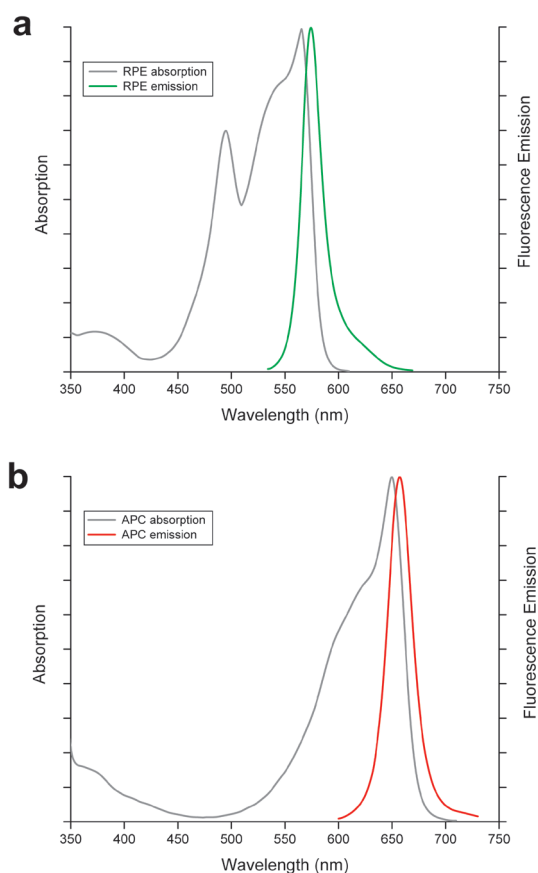 a
RPE absorption
RPE emission
Absorption
Fluorescence Emission
350 400 450 500 550 600 650 700 750
Wavelength (nm)
b
APC absorption
APC emission
Absorption
Fluorescence Emission
350 400 450 500 550 600 650 700 750
Wavelength (nm)